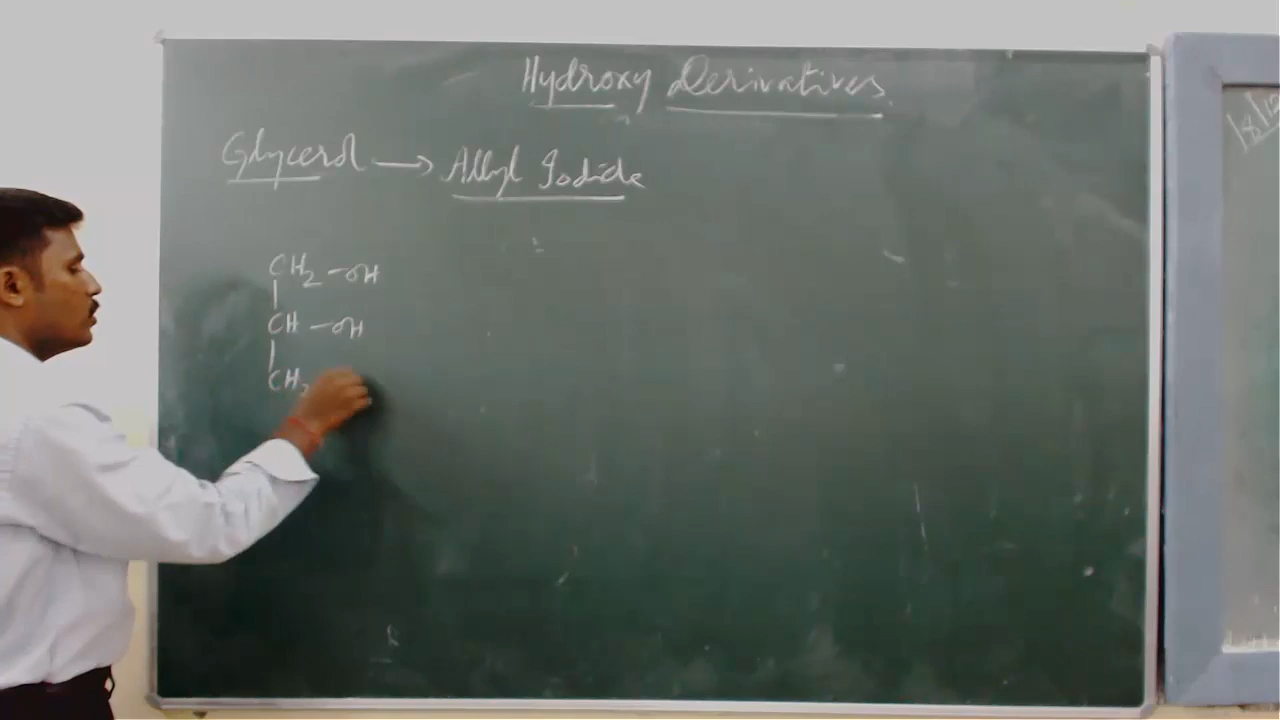 Hydroxy Derivatives
Glycerol → Allyl Iodide
CH2 - OH
CH - OH
CH2